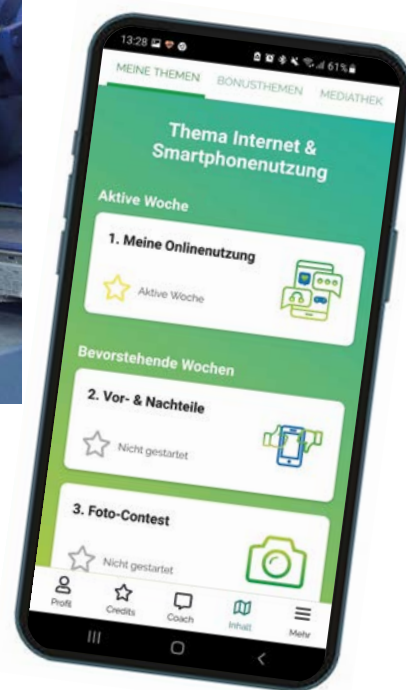 13:28
61%
MEINE THEMEN BONUSTHEMEN MEDIATHEK
Thema Internet &
Smartphonenutzung
Aktive Woche
1. Meine Onlinenutzung
Aktive Woche
Bevorstehende Wochen
2. Vor- & Nachteile
Nicht gestartet
3. Foto-Contest
Nicht gestartet
Profil Credits Coach Inhalt Mehr